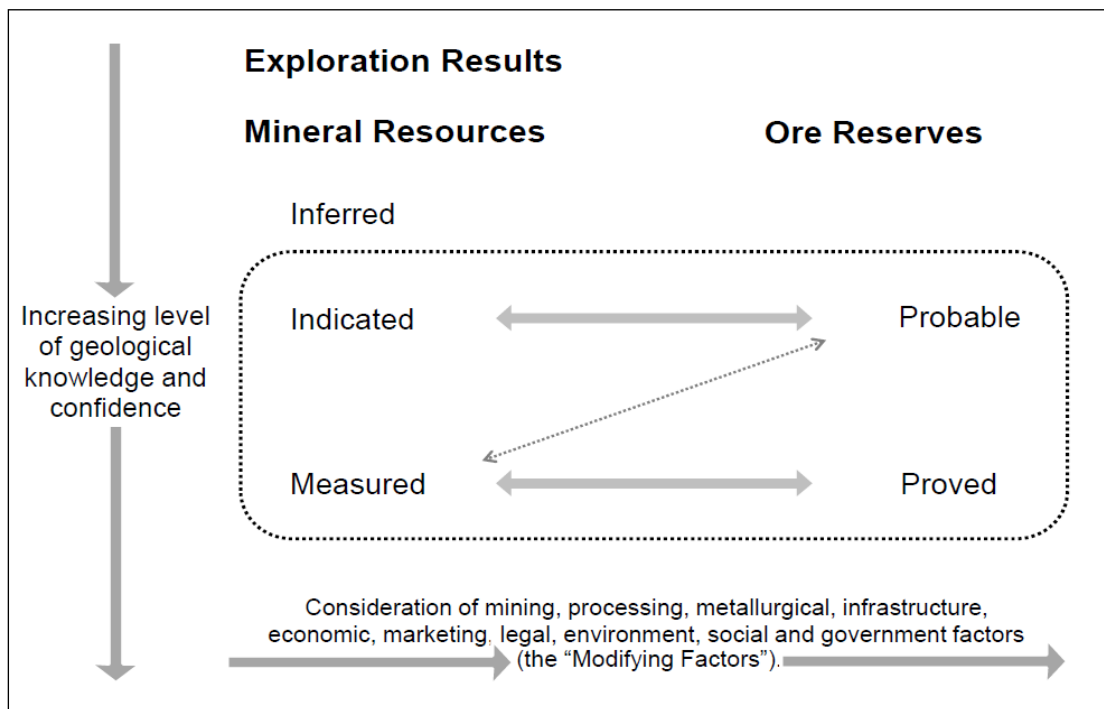 Exploration Results
Mineral Resources
Ore Reserves
Inferred
Increasing level
of geological
knowledge and
confidence
Indicated
Probable
Measured
Proved
Consideration of mining, processing, metallurgical, infrastructure,
economic, marketing, legal, environment, social and government factors
(the “Modifying Factors”).